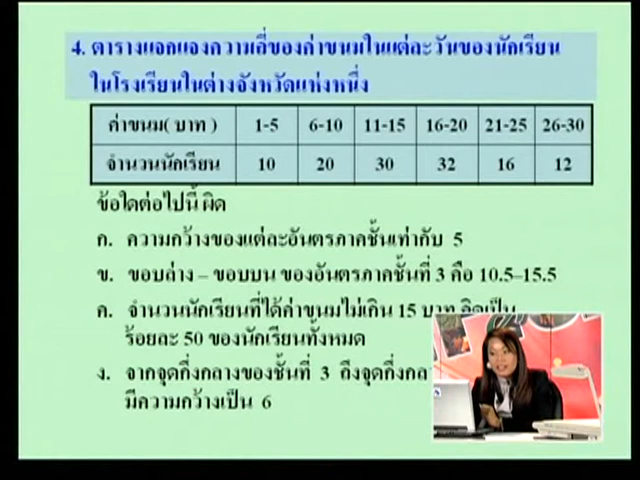 4. ตารางแจกแจงความถี่ของค่าขนมในแต่ละวันของนักเรียน
ในโรงเรียนในต่างจังหวัดแห่งหนึ่ง
ค่าขนม( บาท ) 1-5 6-10 11-15 16-20 21-25 26-30
จำนวนนักเรียน 10 20 30 32 16 12
ข้อใดต่อไปนี้ ผิด
ก. ความกว้างของแต่ละอันตรภาคชั้นเท่ากับ 5
ข. ขอบล่าง – ขอบบน ของอันตรภาคชั้นที่ 3 คือ 10.5–15.5
ค. จำนวนนักเรียนที่ได้ค่าขนมไม่เกิน 15 บาท คิดเป็น
ร้อยละ 50 ของนักเรียนทั้งหมด
ง. จากจุดกึ่งกลางของชั้นที่ 3 ถึงจุดกึ่งกลา
มีความกว้างเป็น 6